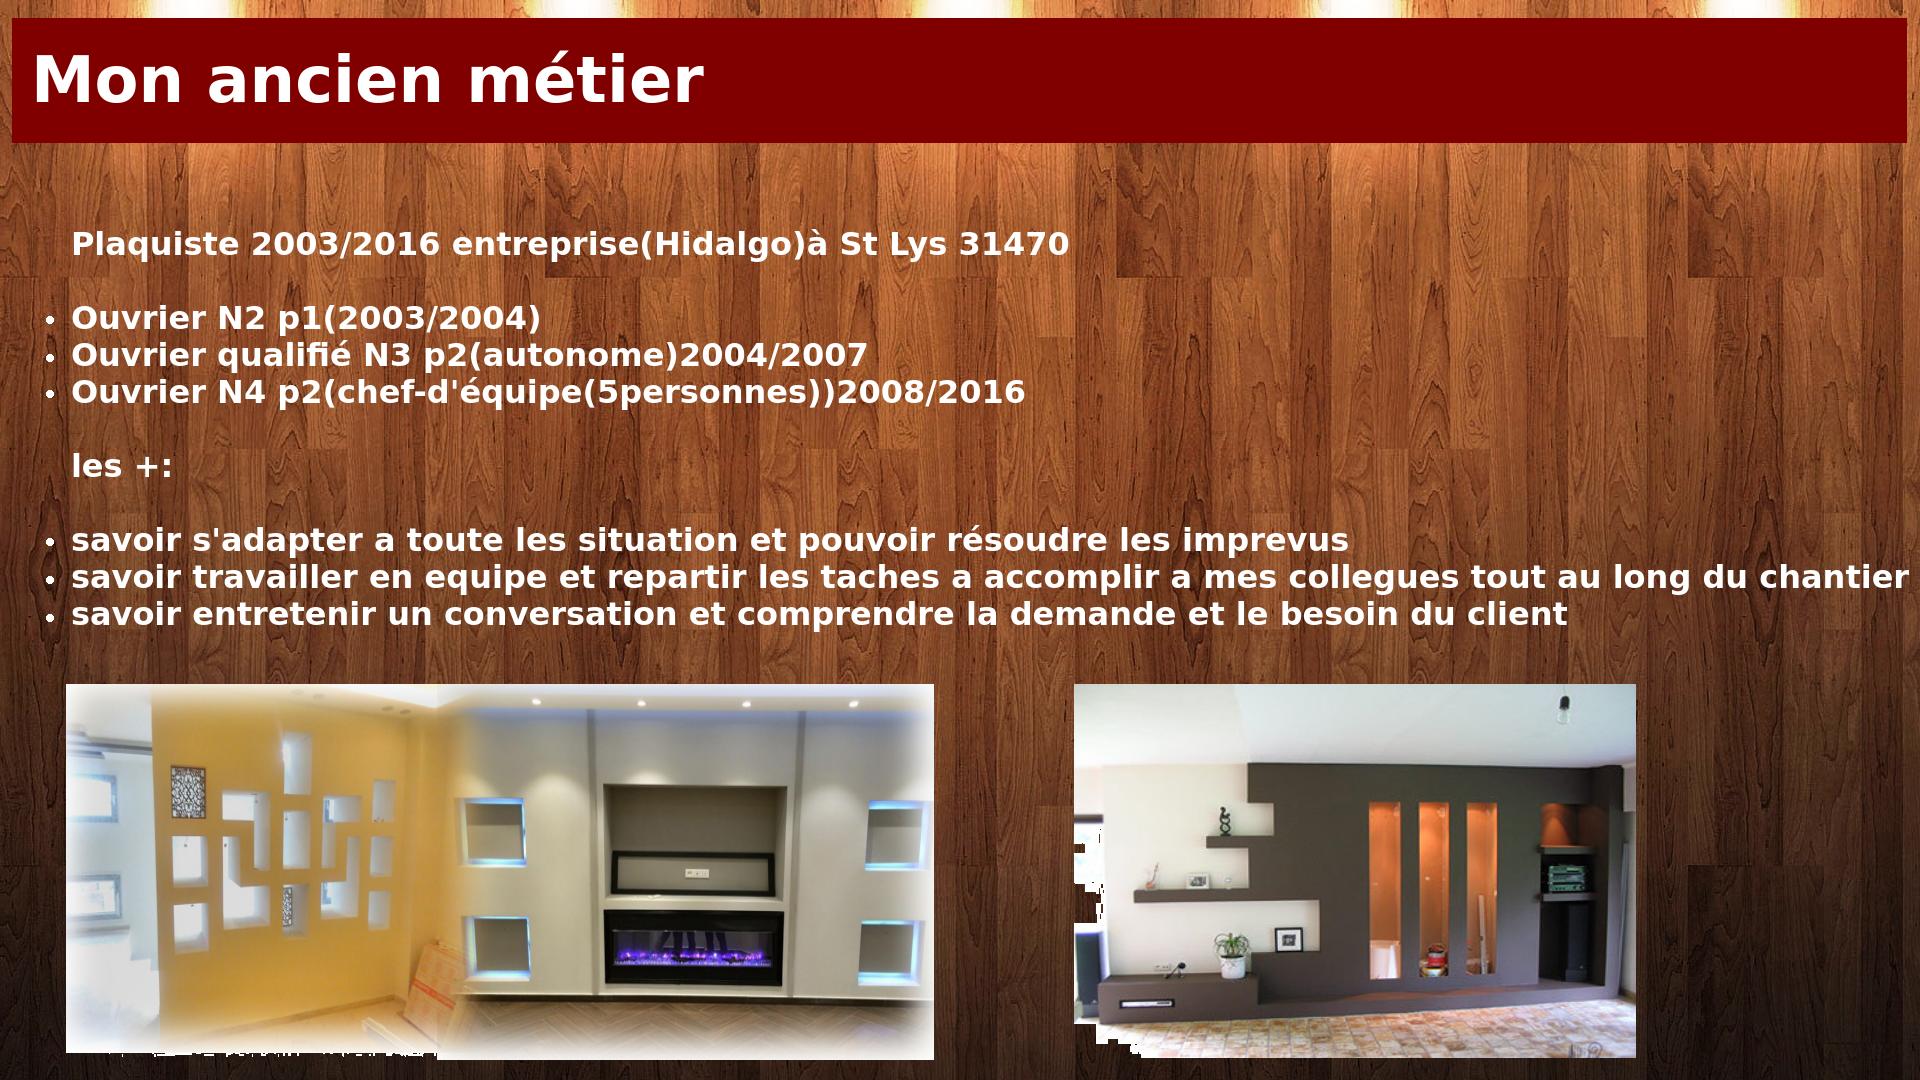 Mon ancien métier
Plaquiste 2003/2016 entreprise(Hidalgo)à St Lys 31470
Ouvrier N2 p1(2003/2004)
Ouvrier qualifié N3 p2(autonome)2004/2007
Ouvrier N4 p2(chef-d'équipe(5personnes))2008/2016
les +:
savoir s'adapter a toute les situation et pouvoir résoudre les imprevus
savoir travailler en equipe et repartir les taches a accomplir a mes collegues tout au long du chantier
savoir entretenir un conversation et comprendre la demande et le besoin du client